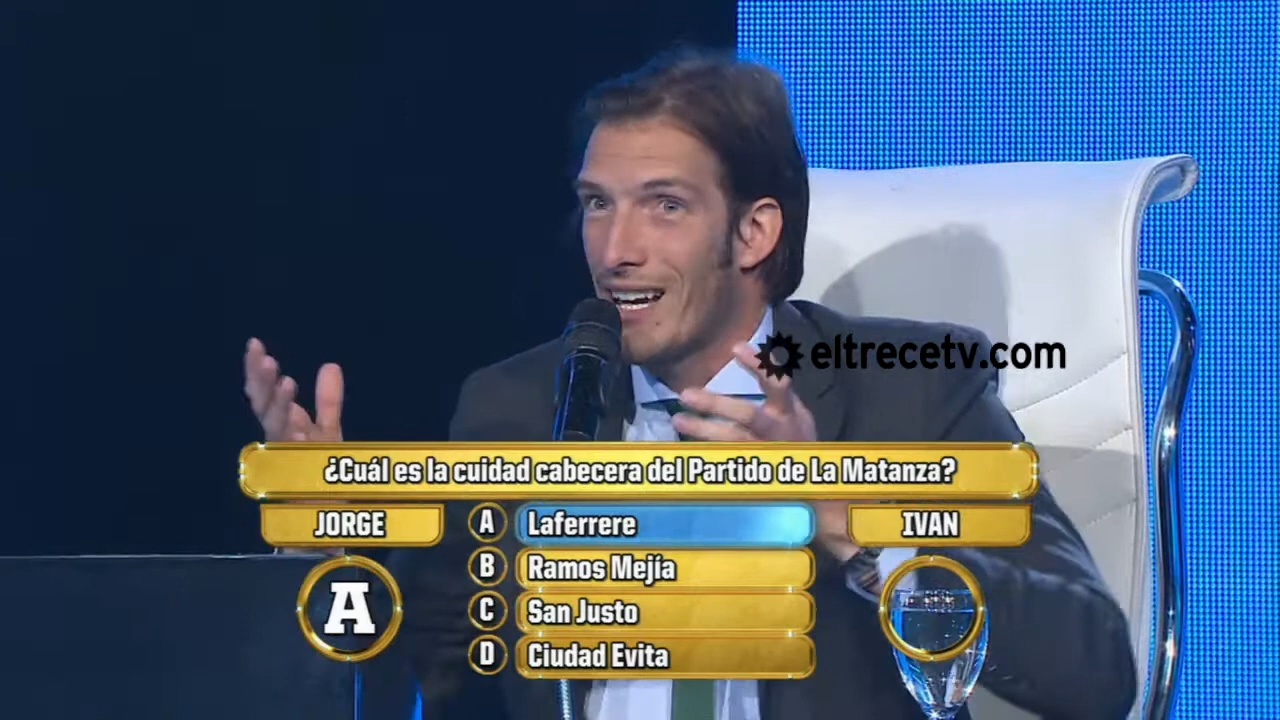 eltrecetv.com
¿Cuál es la cuidad cabecera del Partido de La Matanza?
JORGE
A
A Laferrere
B Ramos Mejía
C San Justo
D Ciudad Evita
IVAN